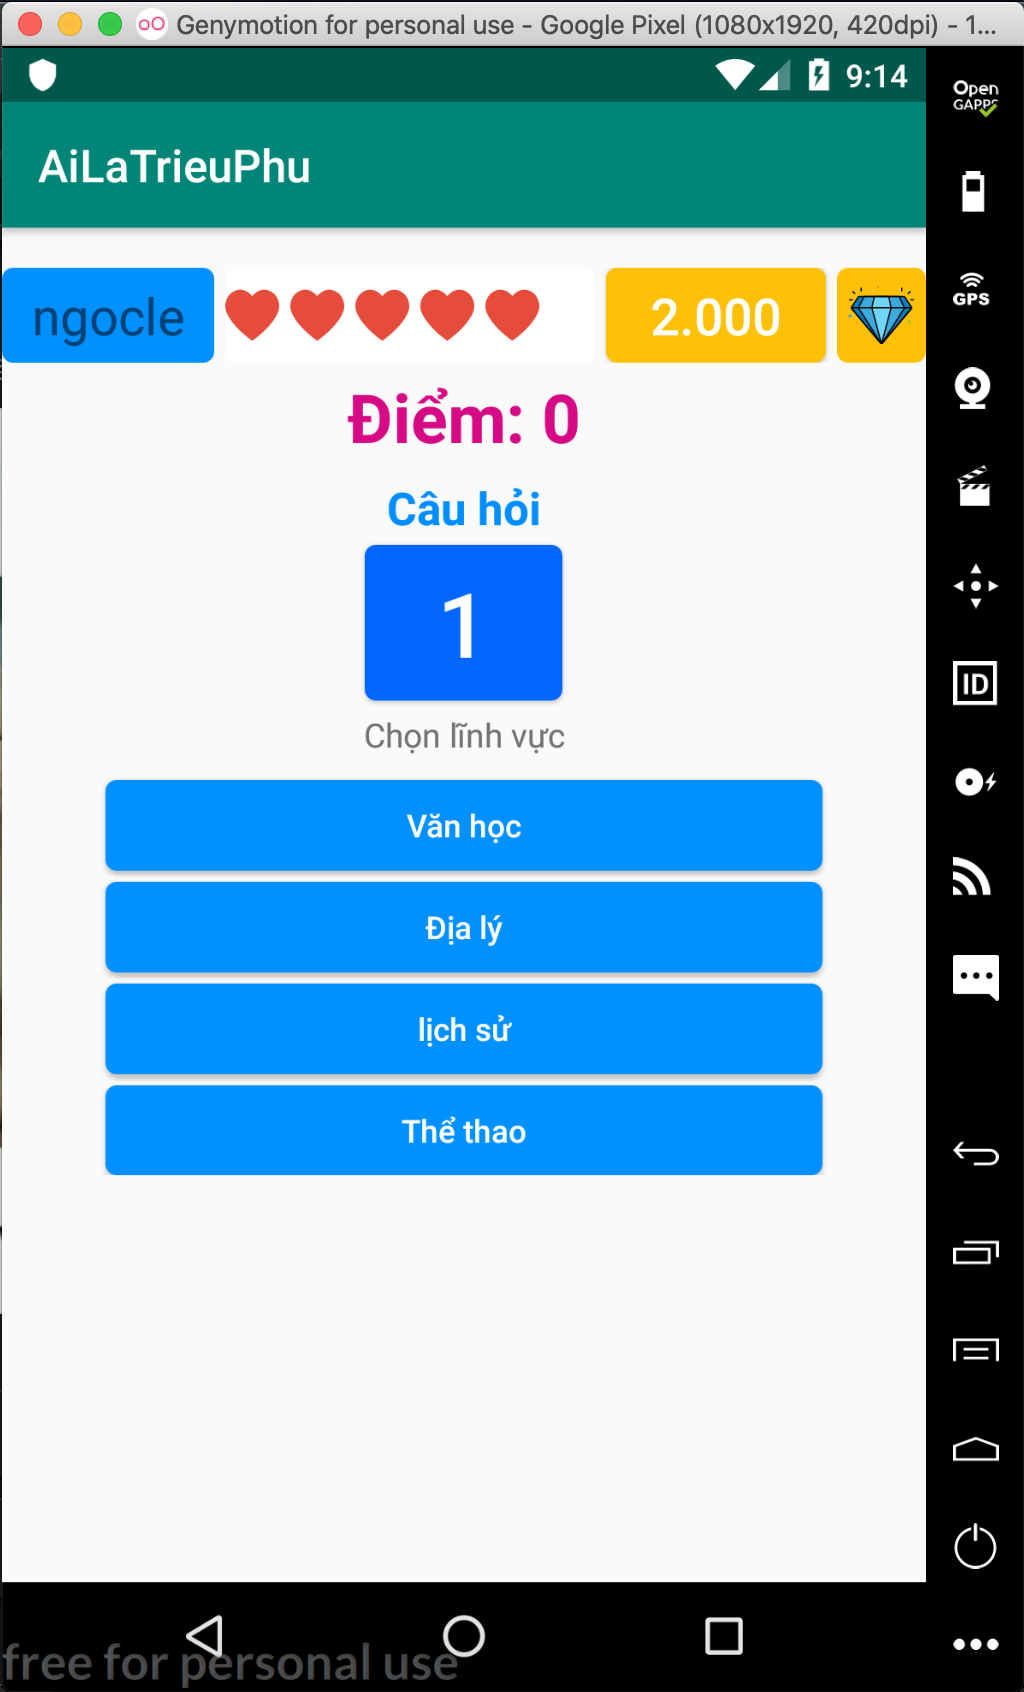 Genymotion for personal use - Google Pixel (1080x1920, 420dpi) - 1...
9:14
Open
GAPPS
AiLaTrieuPhu
ngocle
2.000
GPS
Điểm: 0
Câu hỏi
1
ID
Chọn lĩnh vực
Văn học
Địa lý
lịch sử
Thể thao
free for personal use